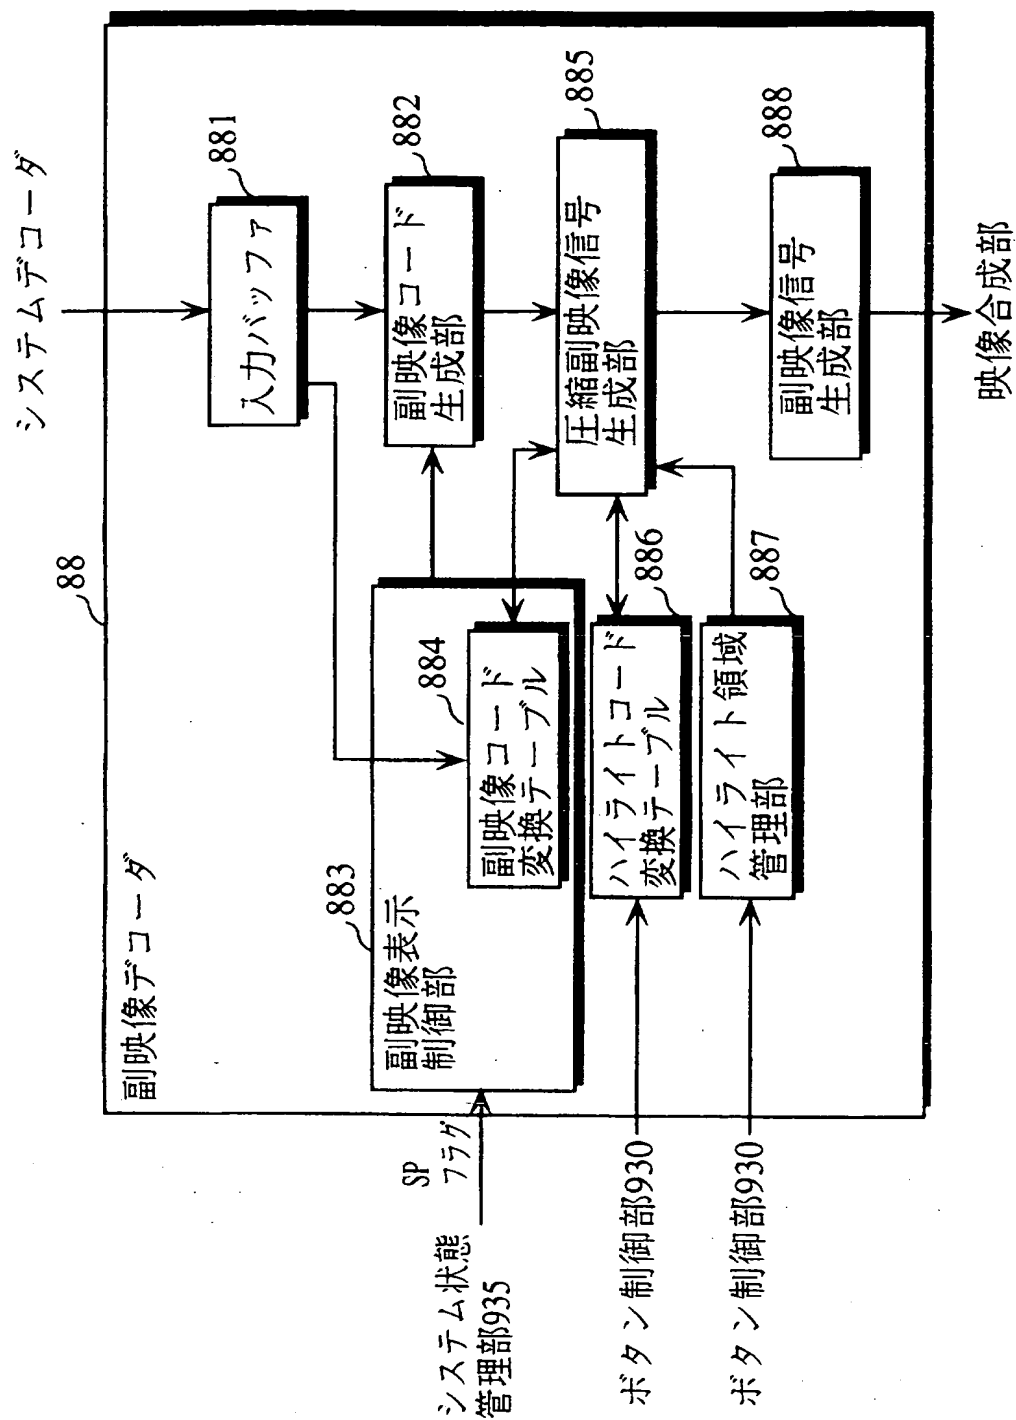 システムデコーダ
88
副映像デコーダ
881
入力バッファ
882
副映像コード
生成部
883
副映像表示
制御部
884
副映像コード
変換テーブル
885
圧縮副映像信号
生成部
886
ハイライトコード
変換テーブル
887
ハイライト領域
管理部
888
副映像信号
生成部
映像合成部
SP
フラグ
システム状態
管理部935
ボタン制御部930
ボタン制御部930